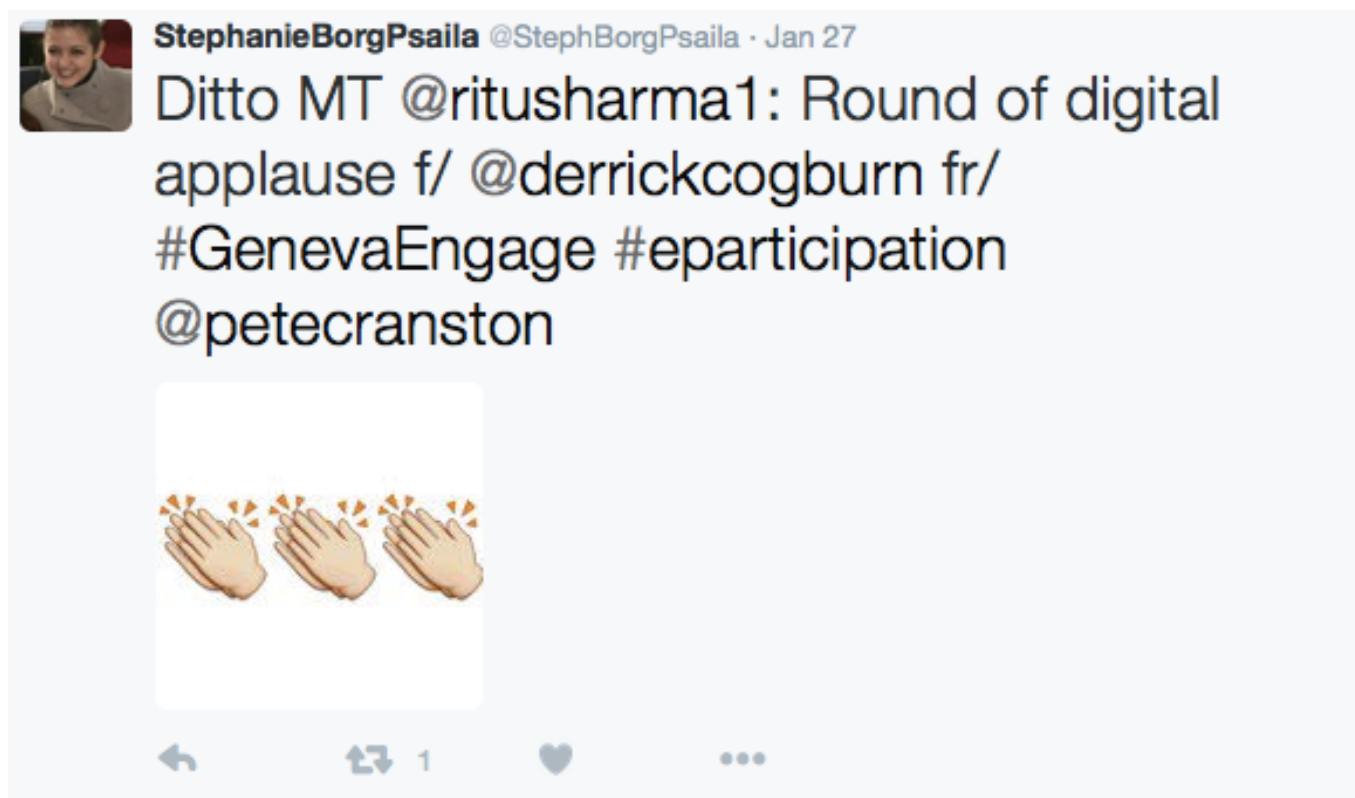 StephanieBorgPsaila @StephBorgPsaila · Jan 27
Ditto MT @ritusharma1: Round of digital
applause f/ @derrickcogburn fr/
#GenevaEngage #eparticipation
@petecranston
1